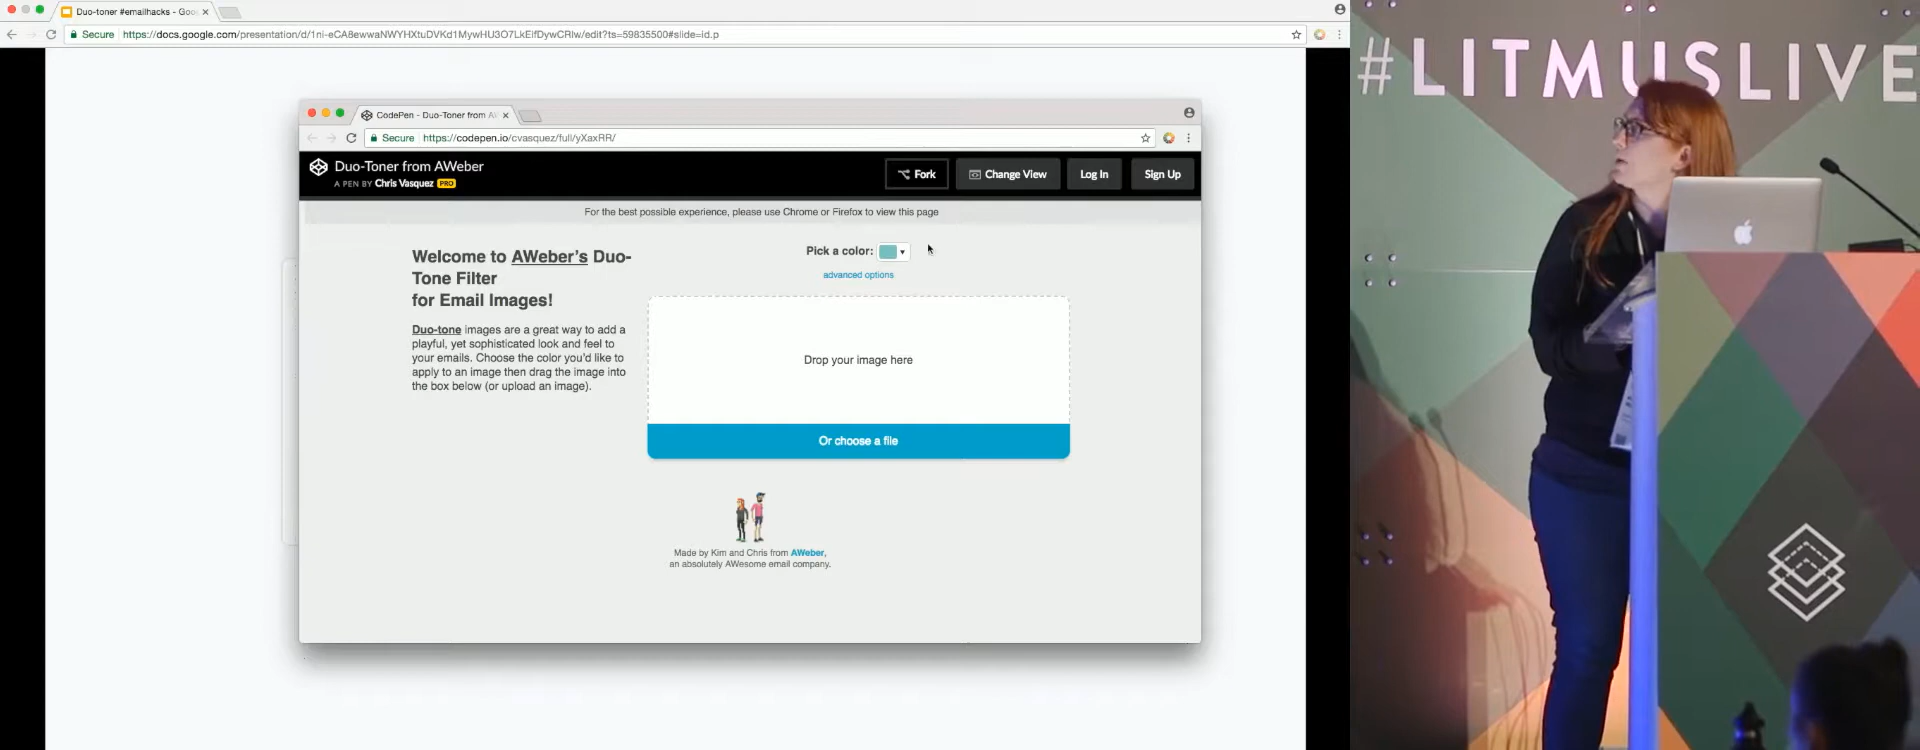 Duo-toner #emailhacks - Goo
Secure
https://docs.google.com/presentation/d/1ni-eCA8ewwaNWYHXtuDVKd1MywHU3O7LkElfDywCRlw/edit?ts=59835500#slide=id.p
#LITMUSLIVE
CodePen - Duo-Toner from AW
Secure
https://codepen.io/cvasquez/full/yXaxRR/
Duo-Toner from AWeber
A PEN BY Chris Vasquez PRO
Fork
Change View
Log In
Sign Up
For the best possible experience, please use Chrome or Firefox to view this page
Welcome to AWeber's Duo-
Tone Filter
for Email Images!
Duo-tone images are a great way to add a
playful, yet sophisticated look and feel to
your emails. Choose the color you'd like to
apply to an image then drag the image into
the box below (or upload an image).
Pick a color:
advanced options
Drop your image here
Or choose a file
Made by Kim and Chris from AWeber,
an absolutely AWesome email company.